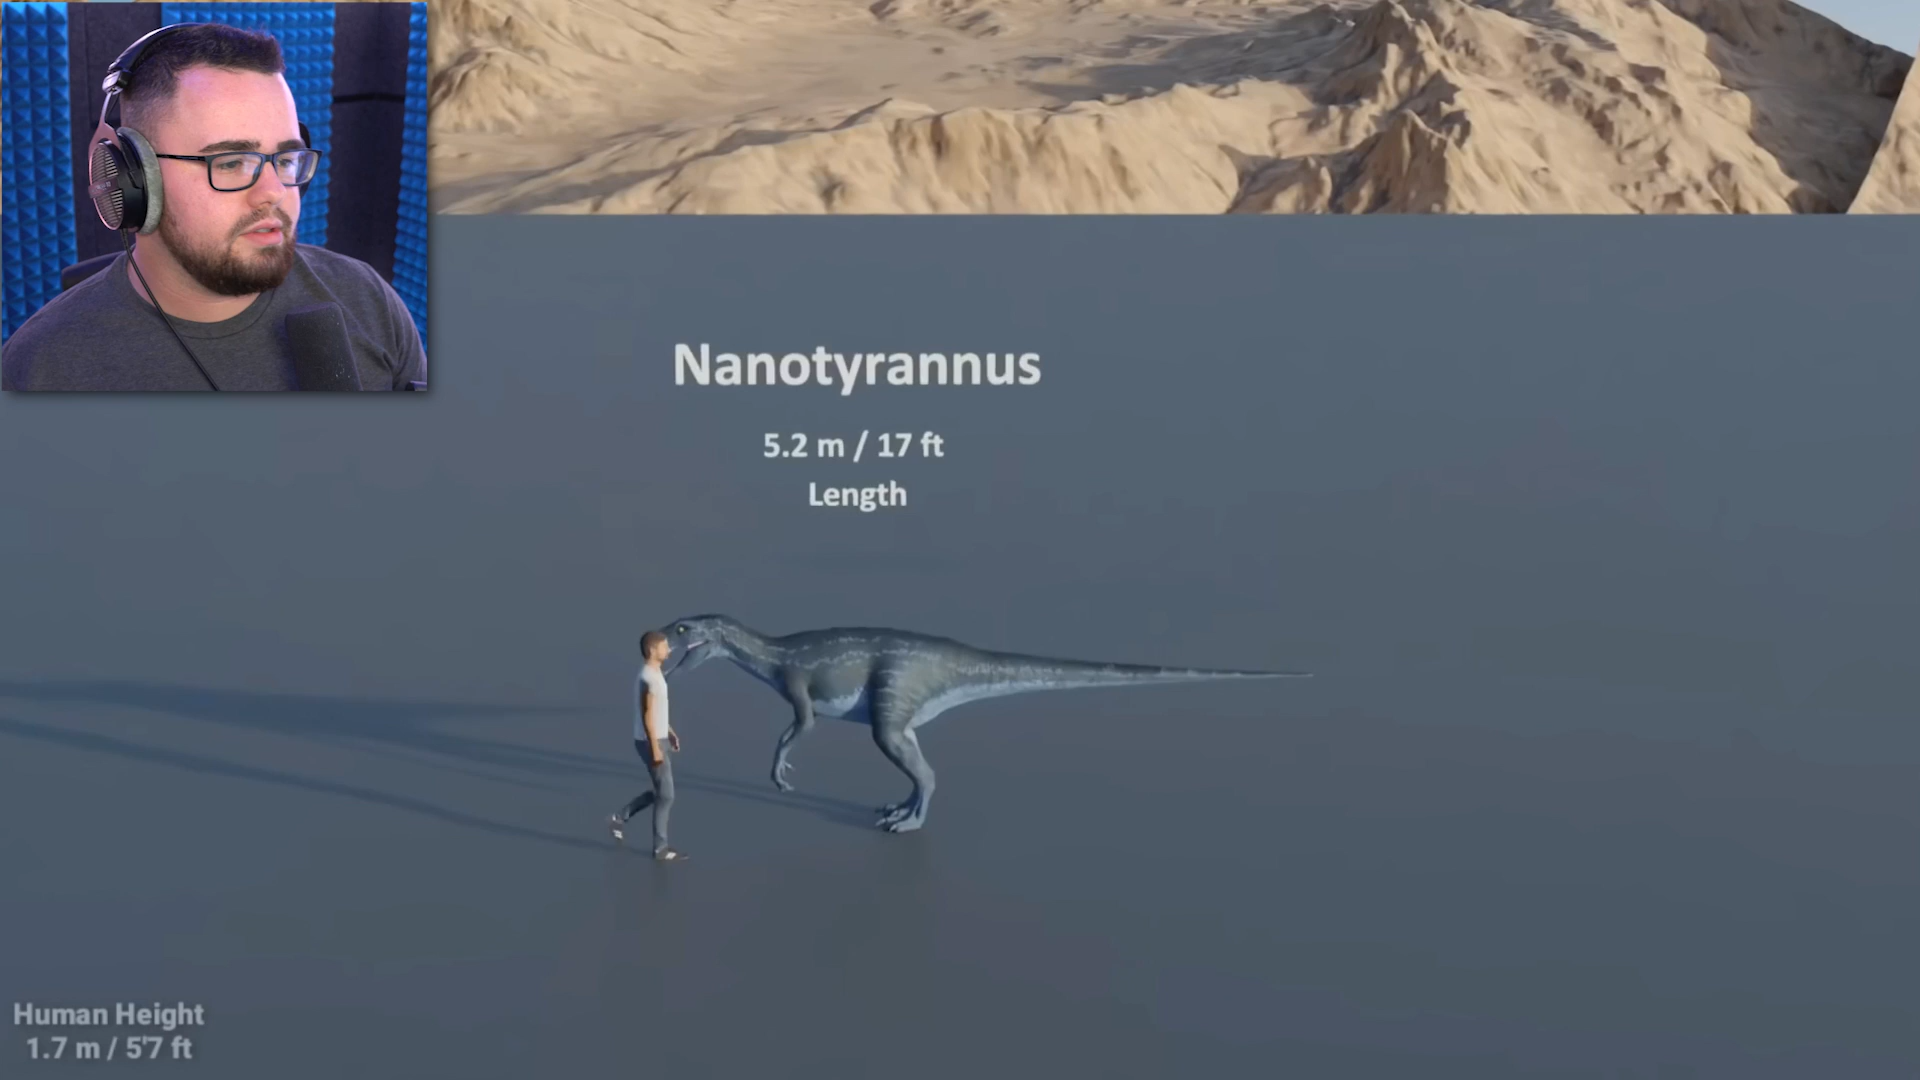 Nanotyrannus
5.2 m / 17 ft
Length
Human Height
1.7 m / 5'7 ft